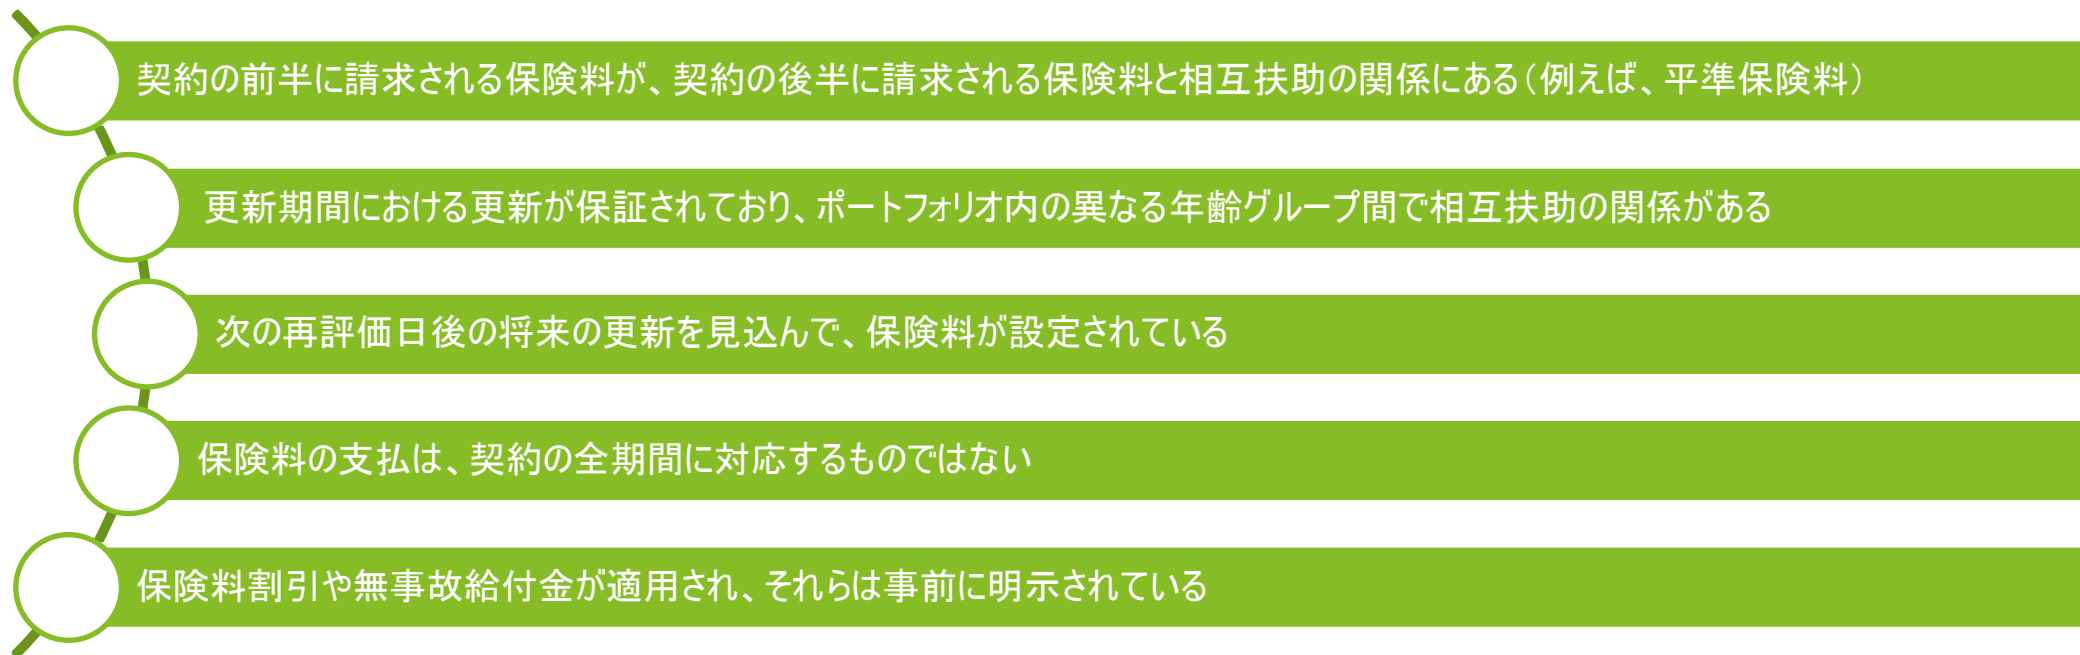 契約の前半に請求される保険料が、契約の後半に請求される保険料と相互扶助の関係にある（例えば、平準保険料）
更新期間における更新が保証されており、ポートフォリオ内の異なる年齢グループ間で相互扶助の関係がある
次の再評価日後の将来の更新を見込んで、保険料が設定されている
保険料の支払は、契約の全期間に対応するものではない
保険料割引や無事故給付金が適用され、それらは事前に明示されている